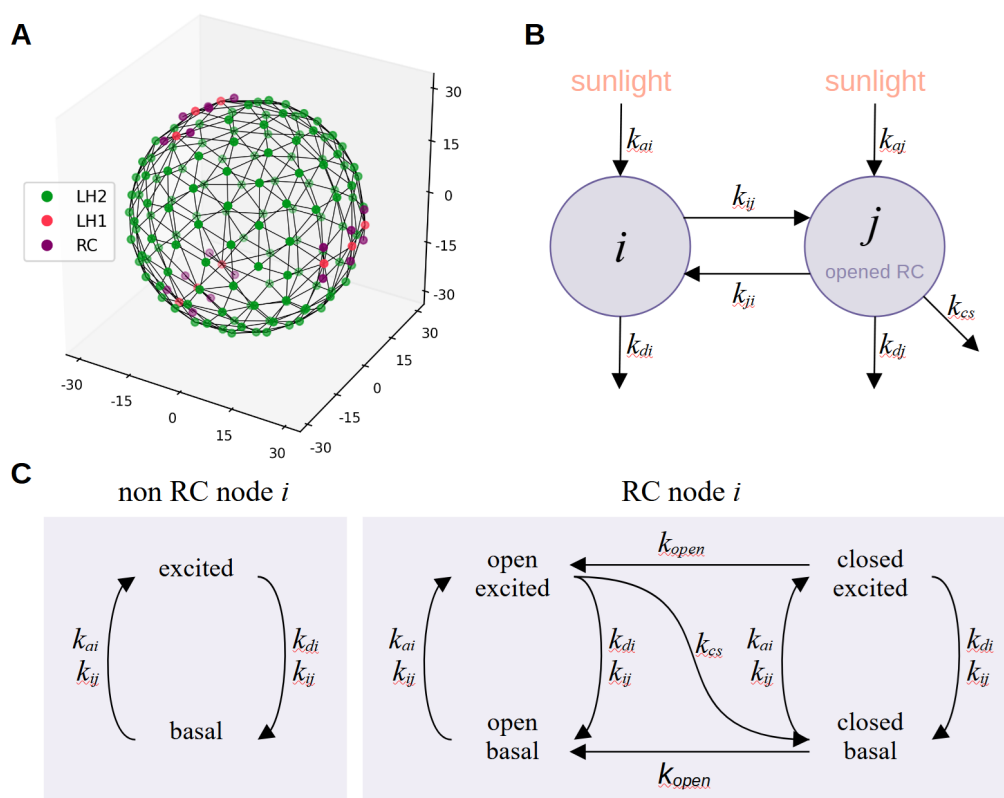 A
30
15
0
-15
-30
LH2
LH1
RC
-30
-15
0
15
30
-30
-15
0
15
30
B
sunlight
sunlight
kai
kaj
kij
i
j
opened RC
kji
kcs
kdi
kdj
C
non RC node i
RC node i
excited
kai
kij
kdi
kij
basal
kopen
open
excited
closed
excited
kai
kij
kdi
kij
kcs
kai
kij
kdi
kij
open
basal
closed
basal
kopen